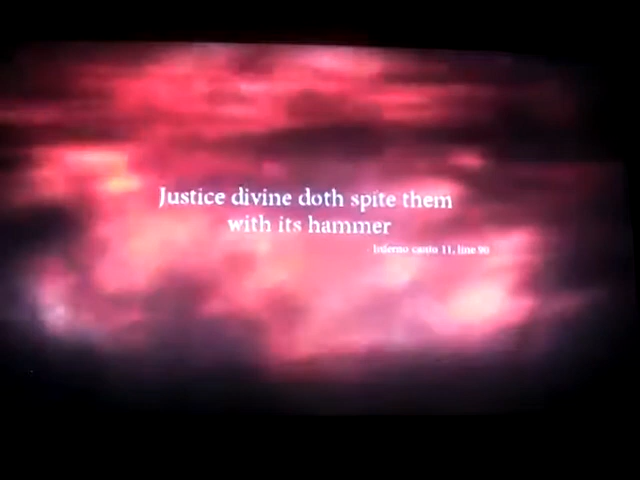 Justice divine doth spite them
with its hammer
Inferno canto 11, line 90